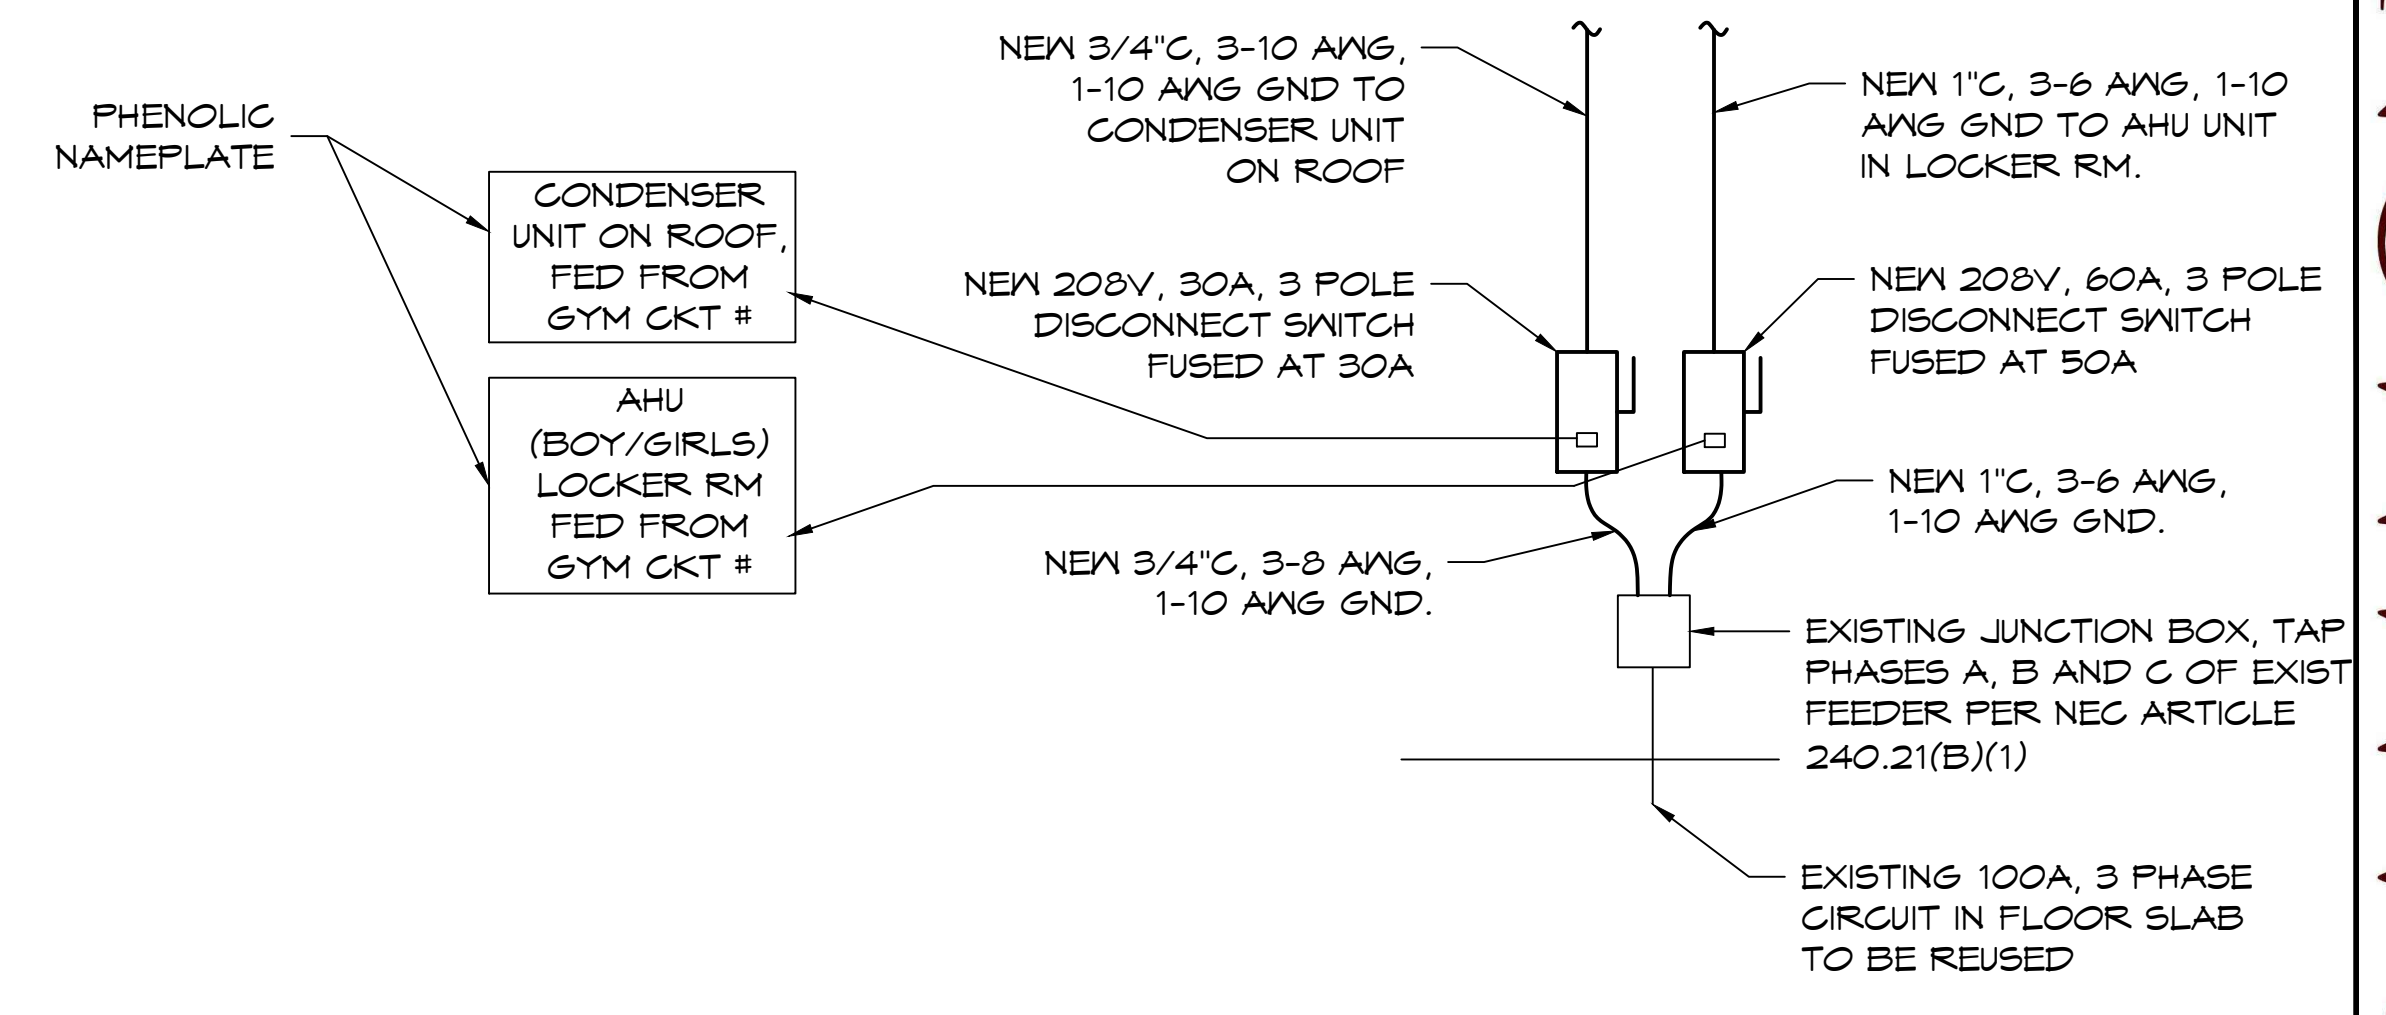 PHENOLIC
NAMEPLATE
CONDENSER
UNIT ON ROOF,
FED FROM
GYM CKT #
AHU
(BOY/GIRLS)
LOCKER RM
FED FROM
GYM CKT #
NEW 3/4"C, 3-10 AWG,
1-10 AWG GND TO
CONDENSER UNIT
ON ROOF
NEW 1"C, 3-6 AWG, 1-10
AWG GND TO AHU UNIT
IN LOCKER RM.
NEW 208V, 30A, 3 POLE
DISCONNECT SWITCH
FUSED AT 30A
NEW 208V, 60A, 3 POLE
DISCONNECT SWITCH
FUSED AT 50A
NEW 3/4"C, 3-8 AWG,
1-10 AWG GND.
NEW 1"C, 3-6 AWG,
1-10 AWG GND.
EXISTING JUNCTION BOX, TAP
PHASES A, B AND C OF EXIST
FEEDER PER NEC ARTICLE
240.21(B)(1)
EXISTING 100A, 3 PHASE
CIRCUIT IN FLOOR SLAB
TO BE REUSED